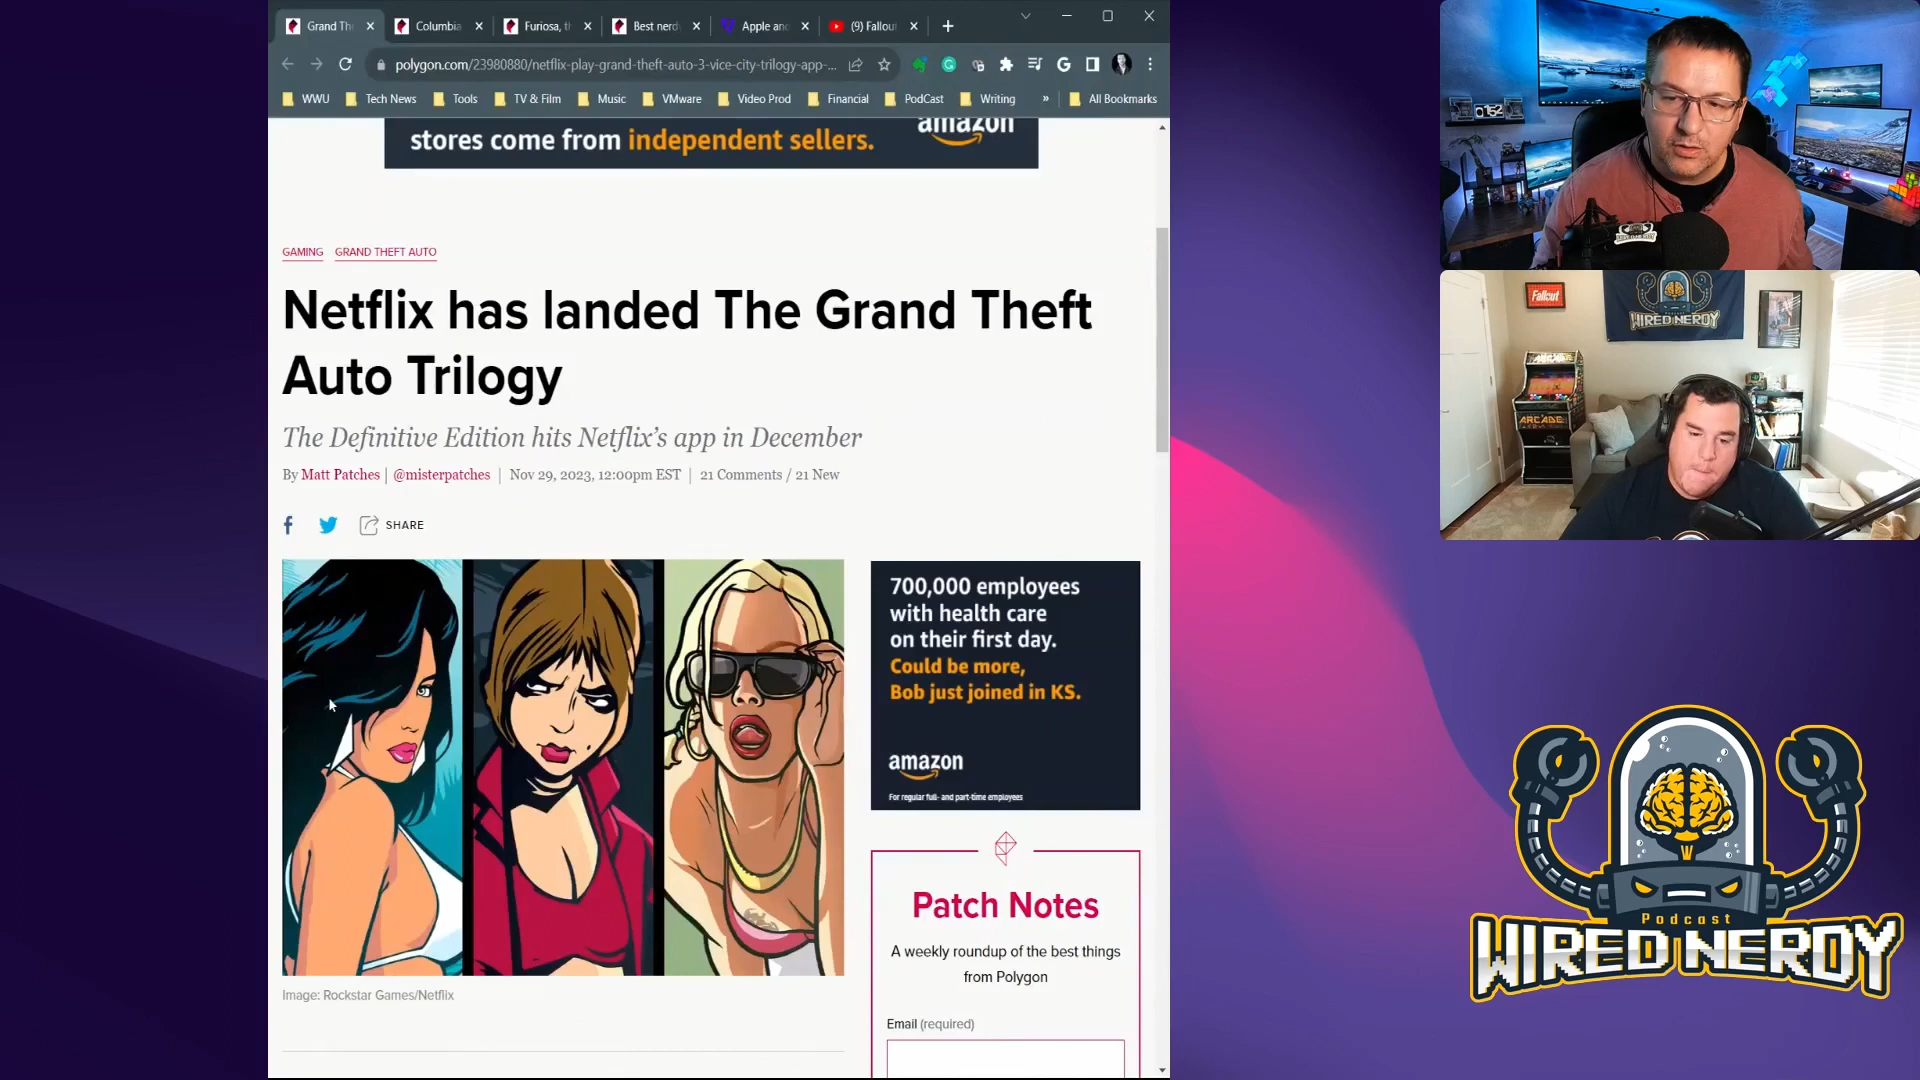 Grand Th
Columbia
Furiosa, th
Best nerdy
Apple and
(9) Fallou
polygon.com/23980880/netflix-play-grand-theft-auto-3-vice-city-trilogy-app-...
WWU
Tech News
Tools
TV & Film
Music
VMware
Video Prod
Financial
PodCast
Writing
»
All Bookmarks
stores come from independent sellers.
amazon
GAMING
GRAND THEFT AUTO
Netflix has landed The Grand Theft
Auto Trilogy
The Definitive Edition hits Netflix's app in December
By Matt Patches | @misterpatches | Nov 29, 2023, 12:00pm EST | 21 Comments / 21 New
SHARE
Image: Rockstar Games/Netflix
700,000 employees
with health care
on their first day.
Could be more,
Bob just joined in KS.
amazon
For regular full- and part-time employees
Patch Notes
A weekly roundup of the best things
from Polygon
Email (required)
Fallout
WIRED NERDY
ARCADE
Podcast
WIRED NERDY